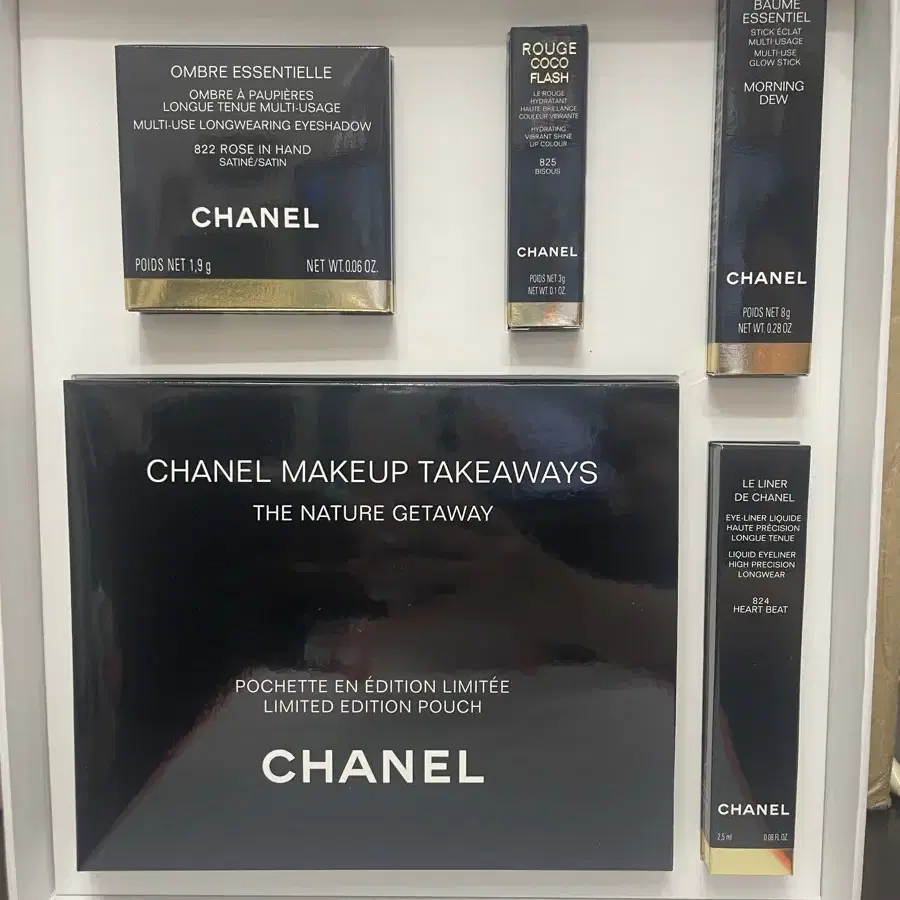 OMBRE ESSENTIELLE
OMBRE À PAUPIÈRES
LONGUE TENUE MULTI-USAGE
MULTI-USE LONGWEARING EYESHADOW
822 ROSE IN HAND
SATINÉ/SATIN
CHANEL
POIDS NET 1,9 g NET WT. 0.06 OZ.
ROUGE
COCO
FLASH
LE ROUGE
HYDRATANT
HAUTE BRILLANCE
COULEUR VIBRANTE
HYDRATING
VIBRANT SHINE
LIP COLOUR
825
BISOUS
CHANEL
POIDS NET 3g
NET WT. 0.1 OZ.
BAUME
ESSENTIEL
STICK ÉCLAT
MULTI-USAGE
MULTI-USE
GLOW STICK
MORNING
DEW
CHANEL
POIDS NET 8g
NET WT. 0.28 OZ.
CHANEL MAKEUP TAKEAWAYS
THE NATURE GETAWAY
POCHETTE EN ÉDITION LIMITÉE
LIMITED EDITION POUCH
CHANEL
LE LINER
DE CHANEL
EYE-LINER LIQUIDE
HAUTE PRÉCISION
LONGUE TENUE
LIQUID EYELINER
HIGH PRECISION
LONGWEAR
824
HEART BEAT
CHANEL
2,5 ml 0.08 FL. OZ.